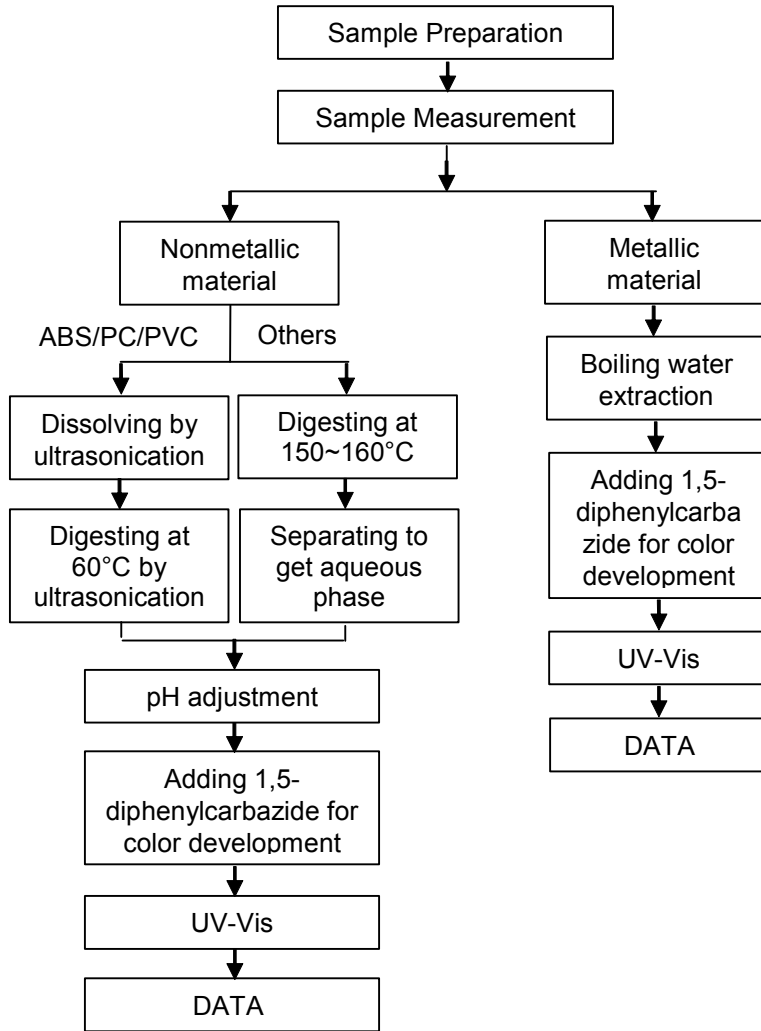 Sample Preparation
Sample Measurement
Nonmetallic
material
ABS/PC/PVC
Others
Dissolving by
ultrasonication
Digesting at
150~160°C
Digesting at
60°C by
ultrasonication
Separating to
get aqueous
phase
pH adjustment
Adding 1,5-
diphenylcarbazide for
color development
UV-Vis
DATA
Metallic
material
Boiling water
extraction
Adding 1,5-
diphenylcarba
zide for color
development
UV-Vis
DATA